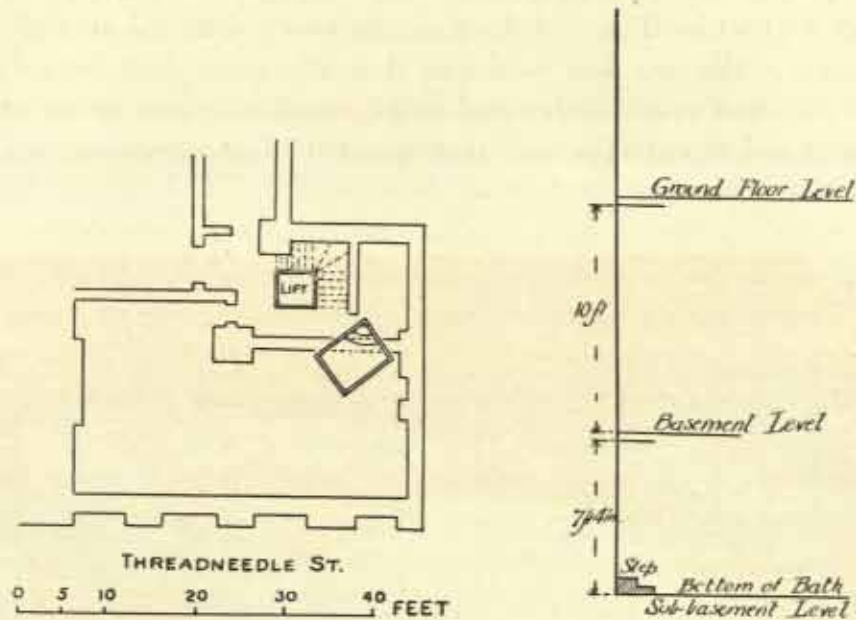 LIFT
THREADNEEDLE ST.
0 5 10 20 30 40 FEET
Ground Floor Level
10ft
Basement Level
7ft4in
Step
Bottom of Bath
Sub-basement Level